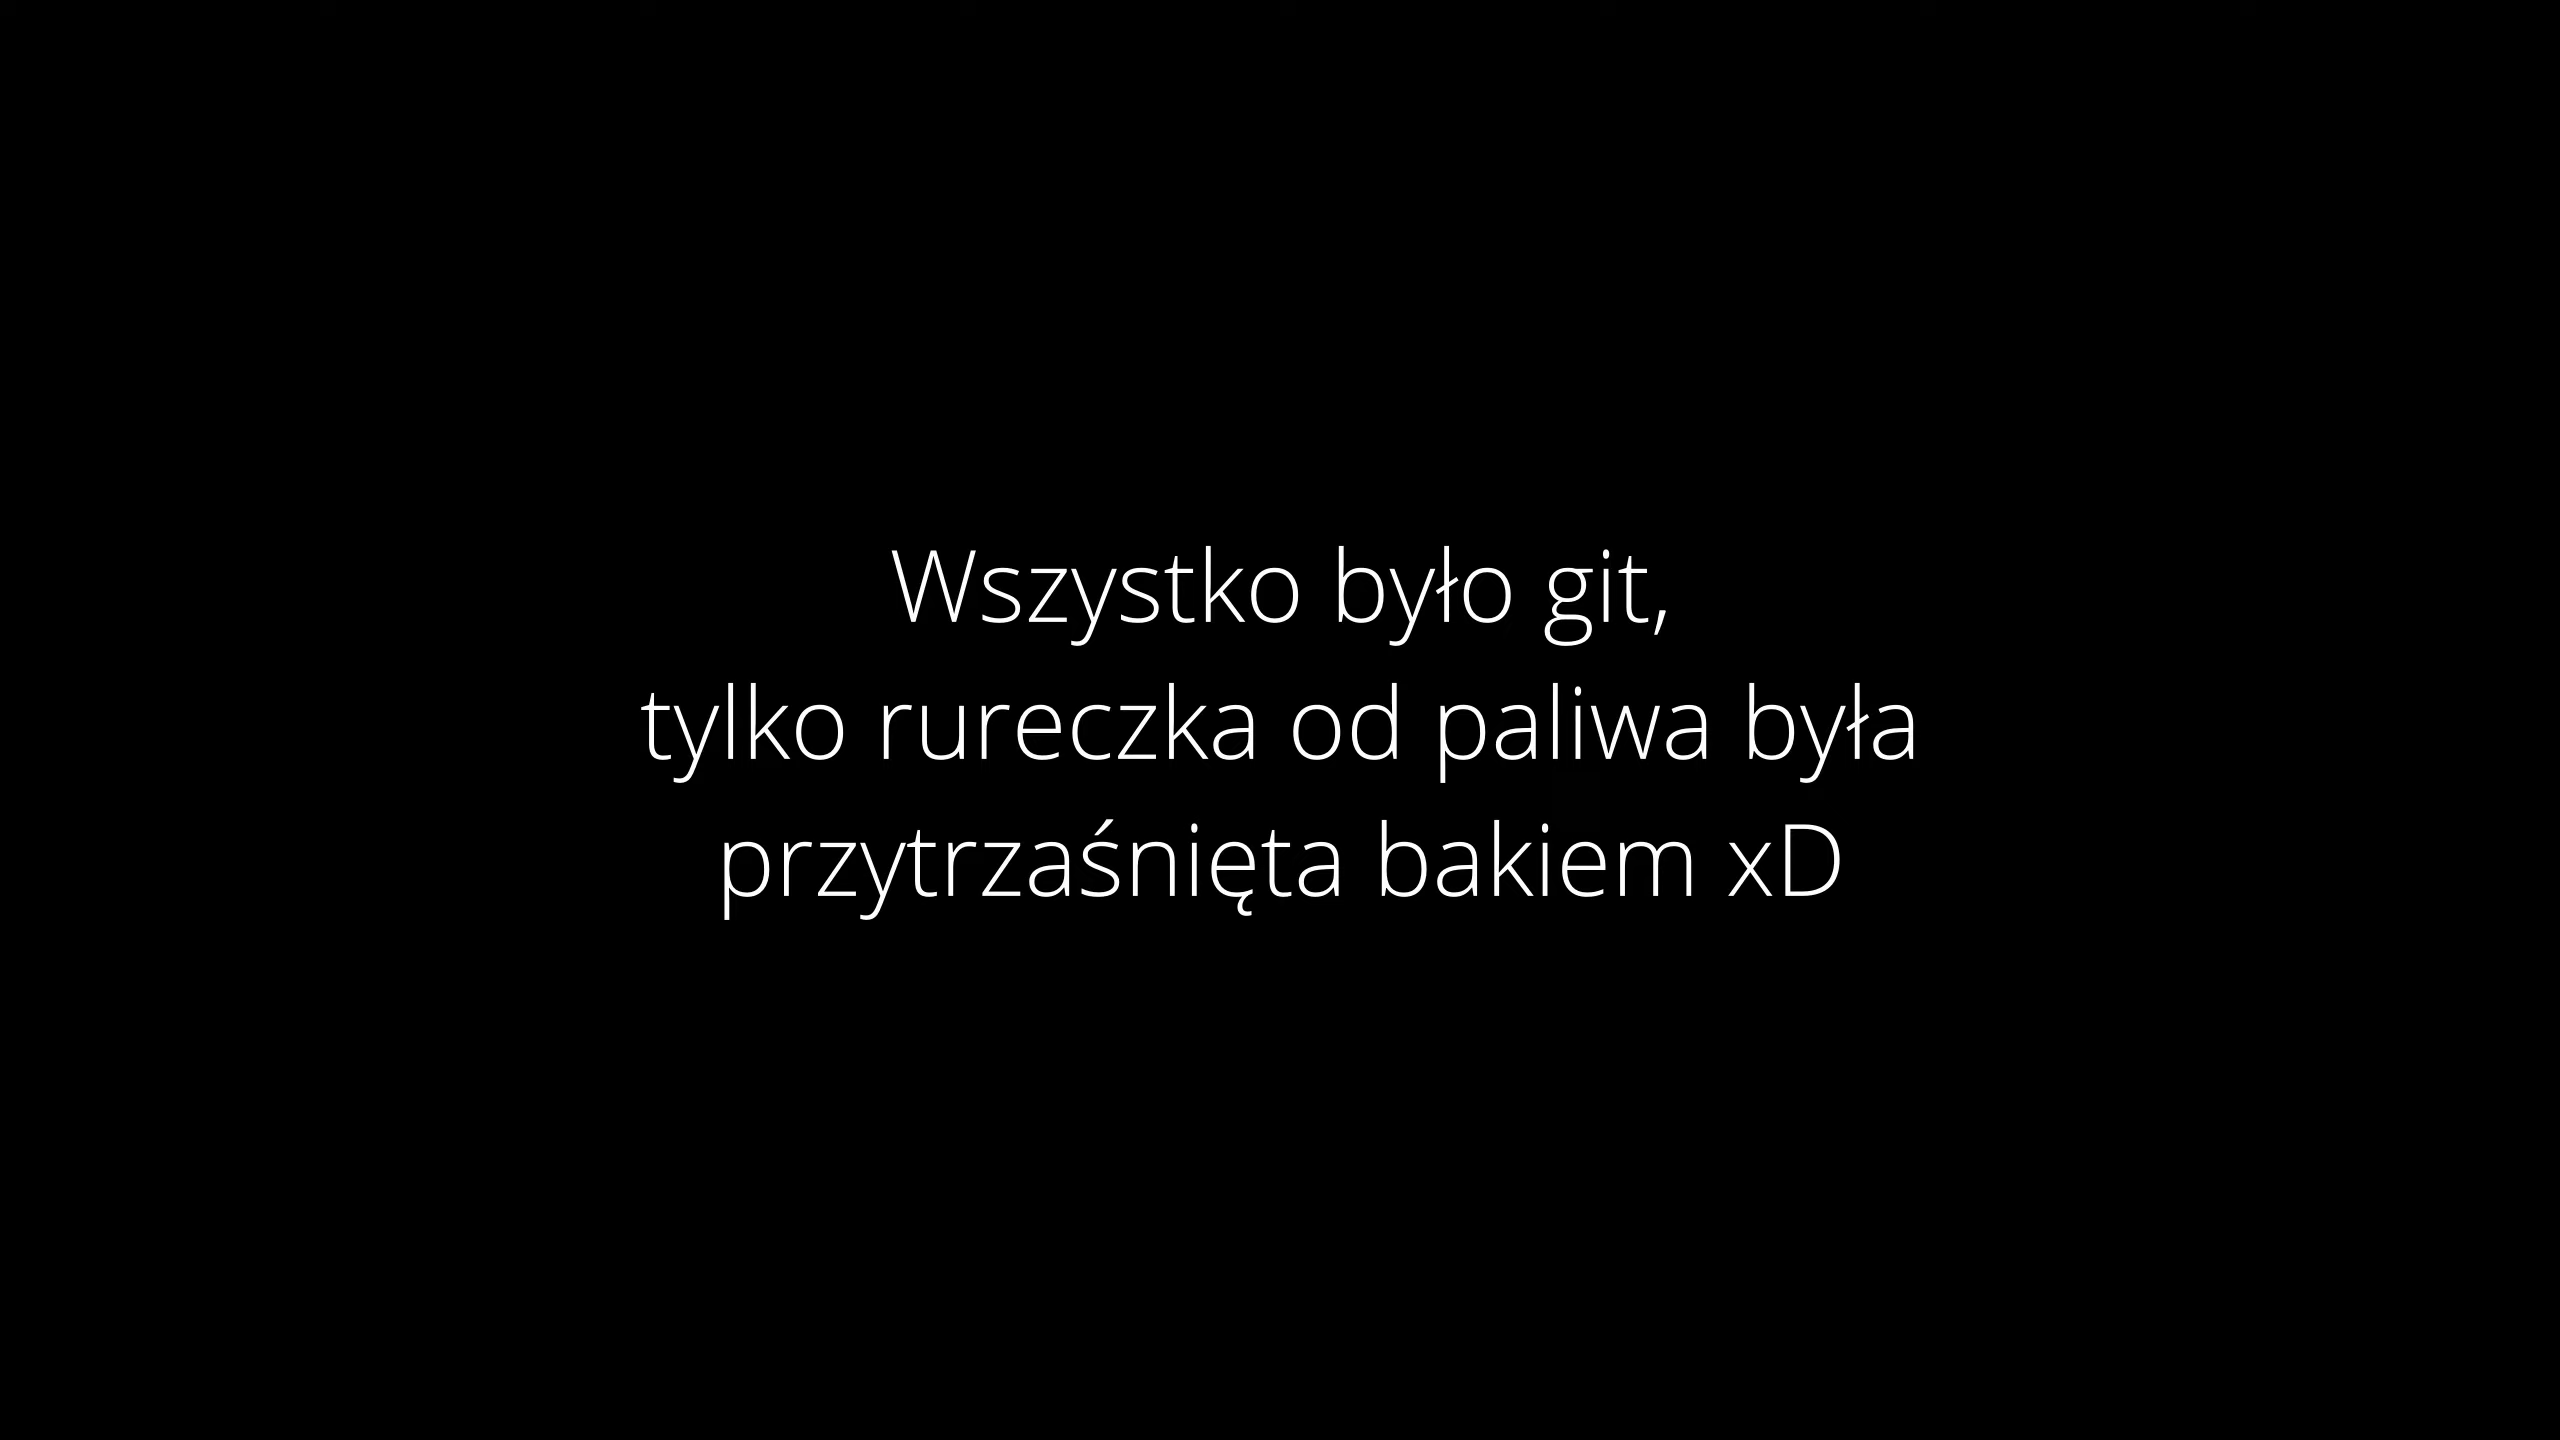 Wszystko było git,
tylko rureczka od paliwa była
przytrzaśnięta bakiem xD